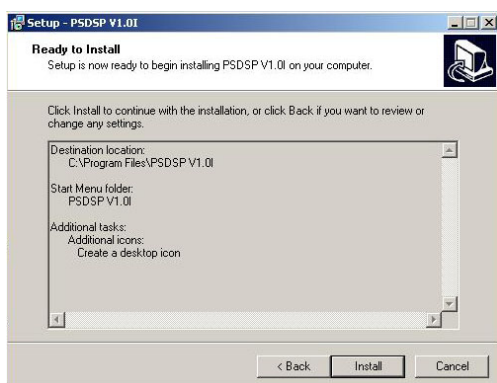 Setup - PSDSP V1.0I
Ready to Install
Setup is now ready to begin installing PSDSP V1.0I on your computer.
Click Install to continue with the installation, or click Back if you want to review or
change any settings.
Destination location:
C:\Program Files\PSDSP V1.0I
Start Menu folder:
PSDSP V1.0I
Additional tasks:
Additional icons:
Create a desktop icon
< Back
Install
Cancel